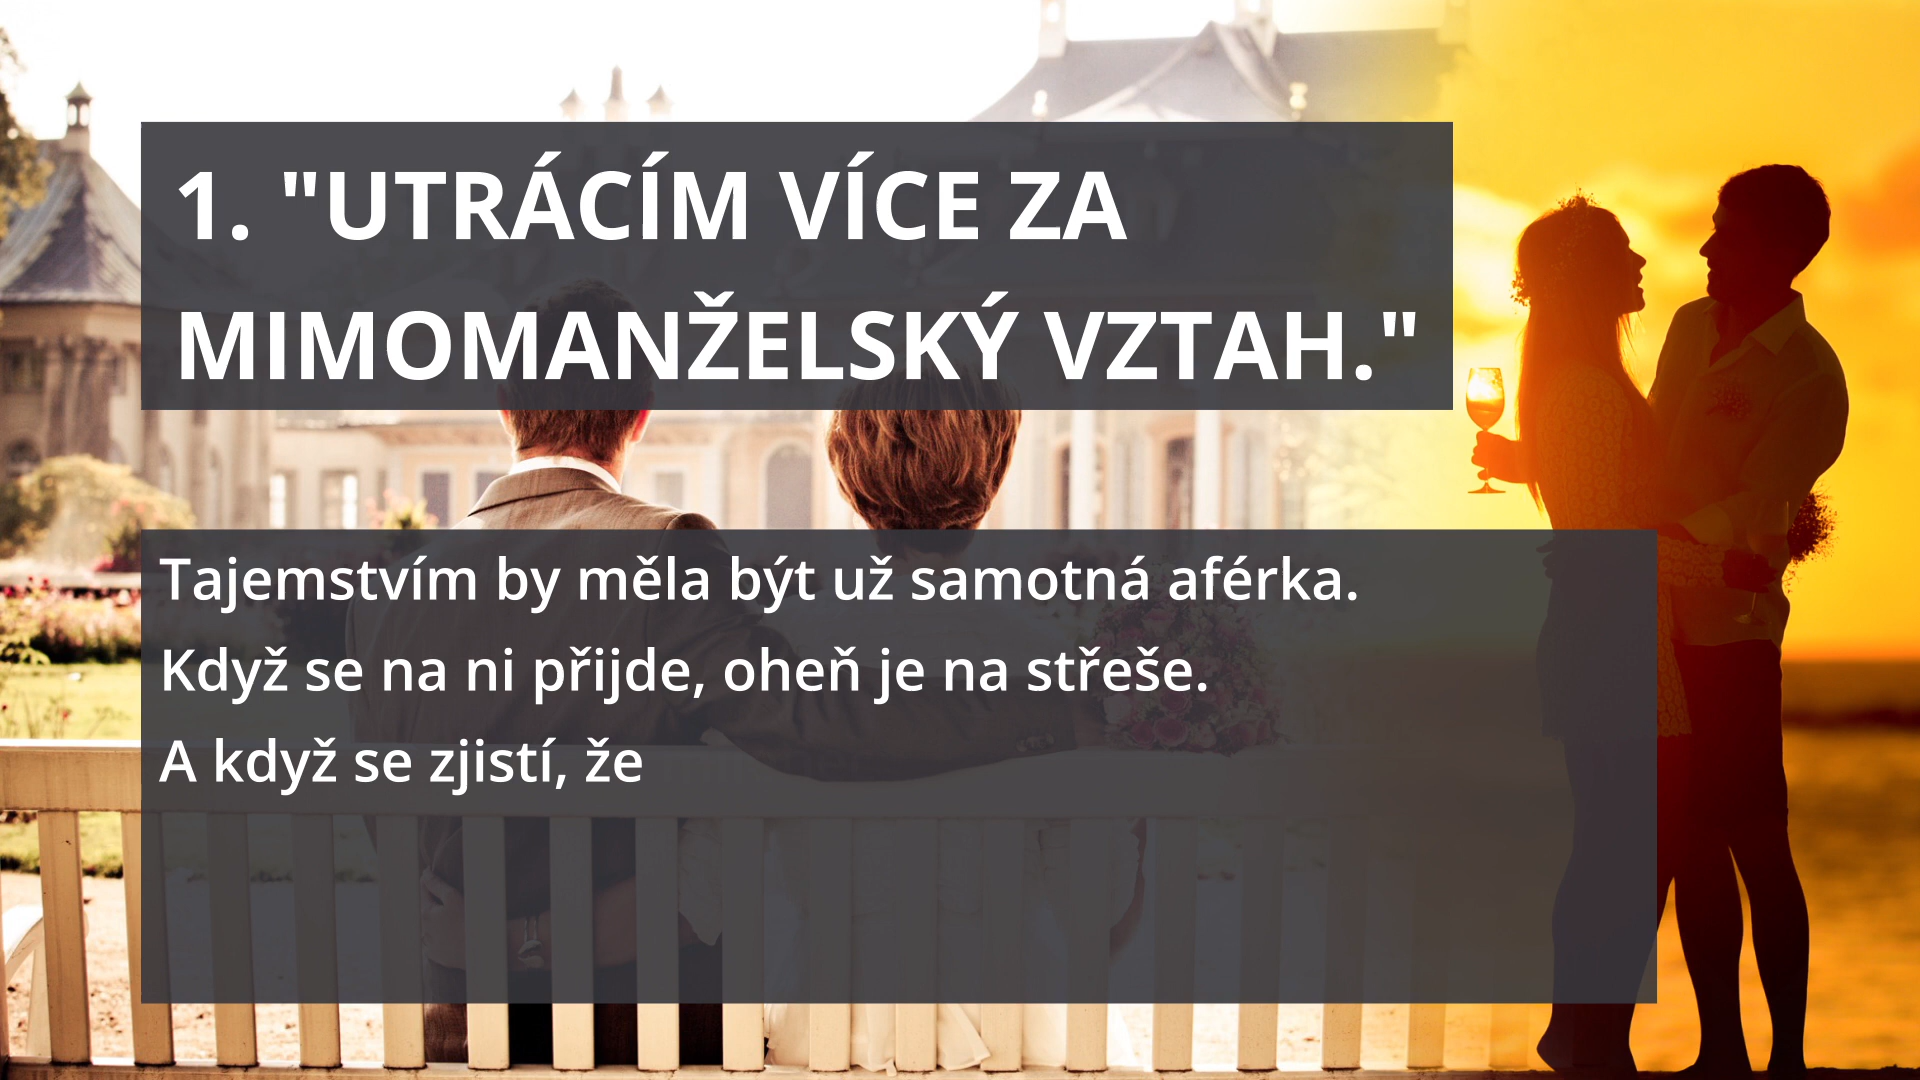 1. "UTRÁCÍM VÍCE ZA
MIMOMANŽELSKÝ VZTAH."
Tajemstvím by měla být už samotná aférka.
Když se na ni přijde, oheň je na střeše.
A když se zjistí, že